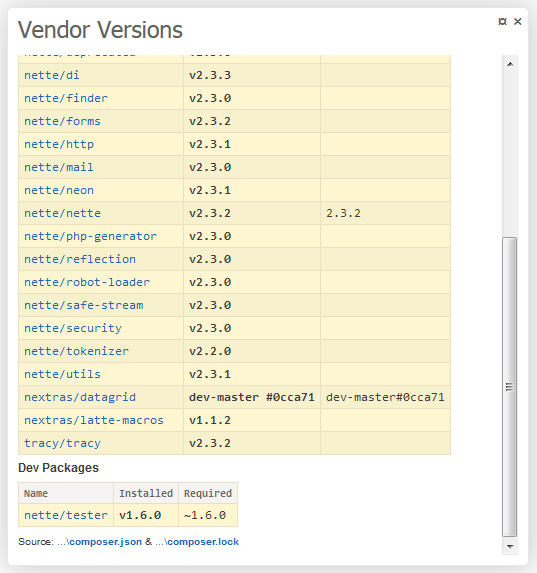 Vendor Versions
nette/di v2.3.3
nette/finder v2.3.0
nette/forms v2.3.2
nette/http v2.3.1
nette/mail v2.3.0
nette/neon v2.3.1
nette/nette v2.3.2 2.3.2
nette/php-generator v2.3.0
nette/reflection v2.3.0
nette/robot-loader v2.3.0
nette/safe-stream v2.3.0
nette/security v2.3.0
nette/tokenizer v2.2.0
nette/utils v2.3.1
nextras/datagrid dev-master #0cca71 dev-master#0cca71
nextras/latte-macros v1.1.2
tracy/tracy v2.3.2
Dev Packages
Name Installed Required
nette/tester v1.6.0 ~1.6.0
Source: ...\composer.json & ...\composer.lock